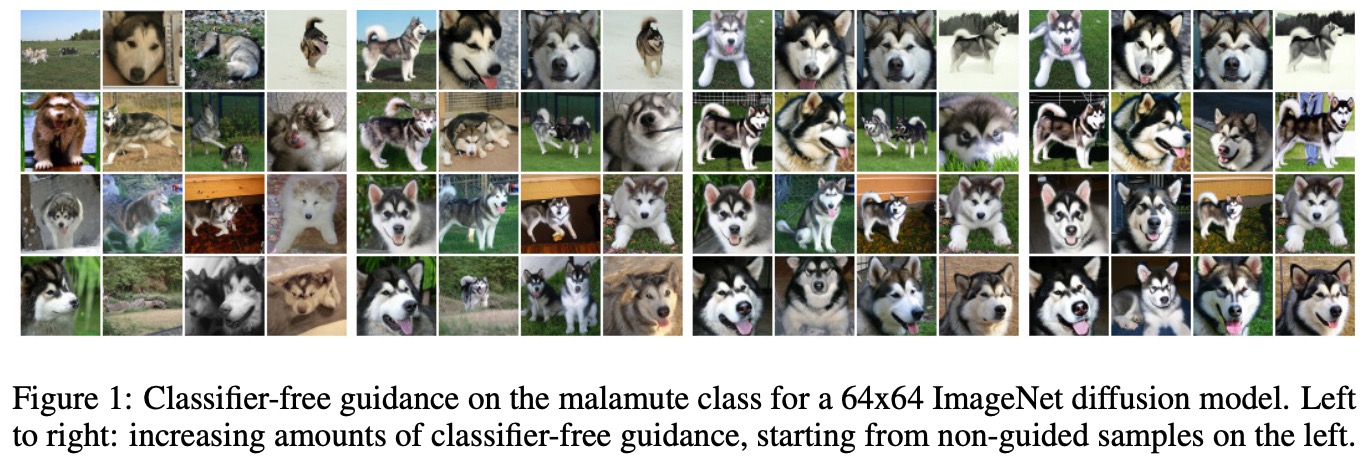 Figure 1: Classifier-free guidance on the malamute class for a 64x64 ImageNet diffusion model. Left
to right: increasing amounts of classifier-free guidance, starting from non-guided samples on the left.